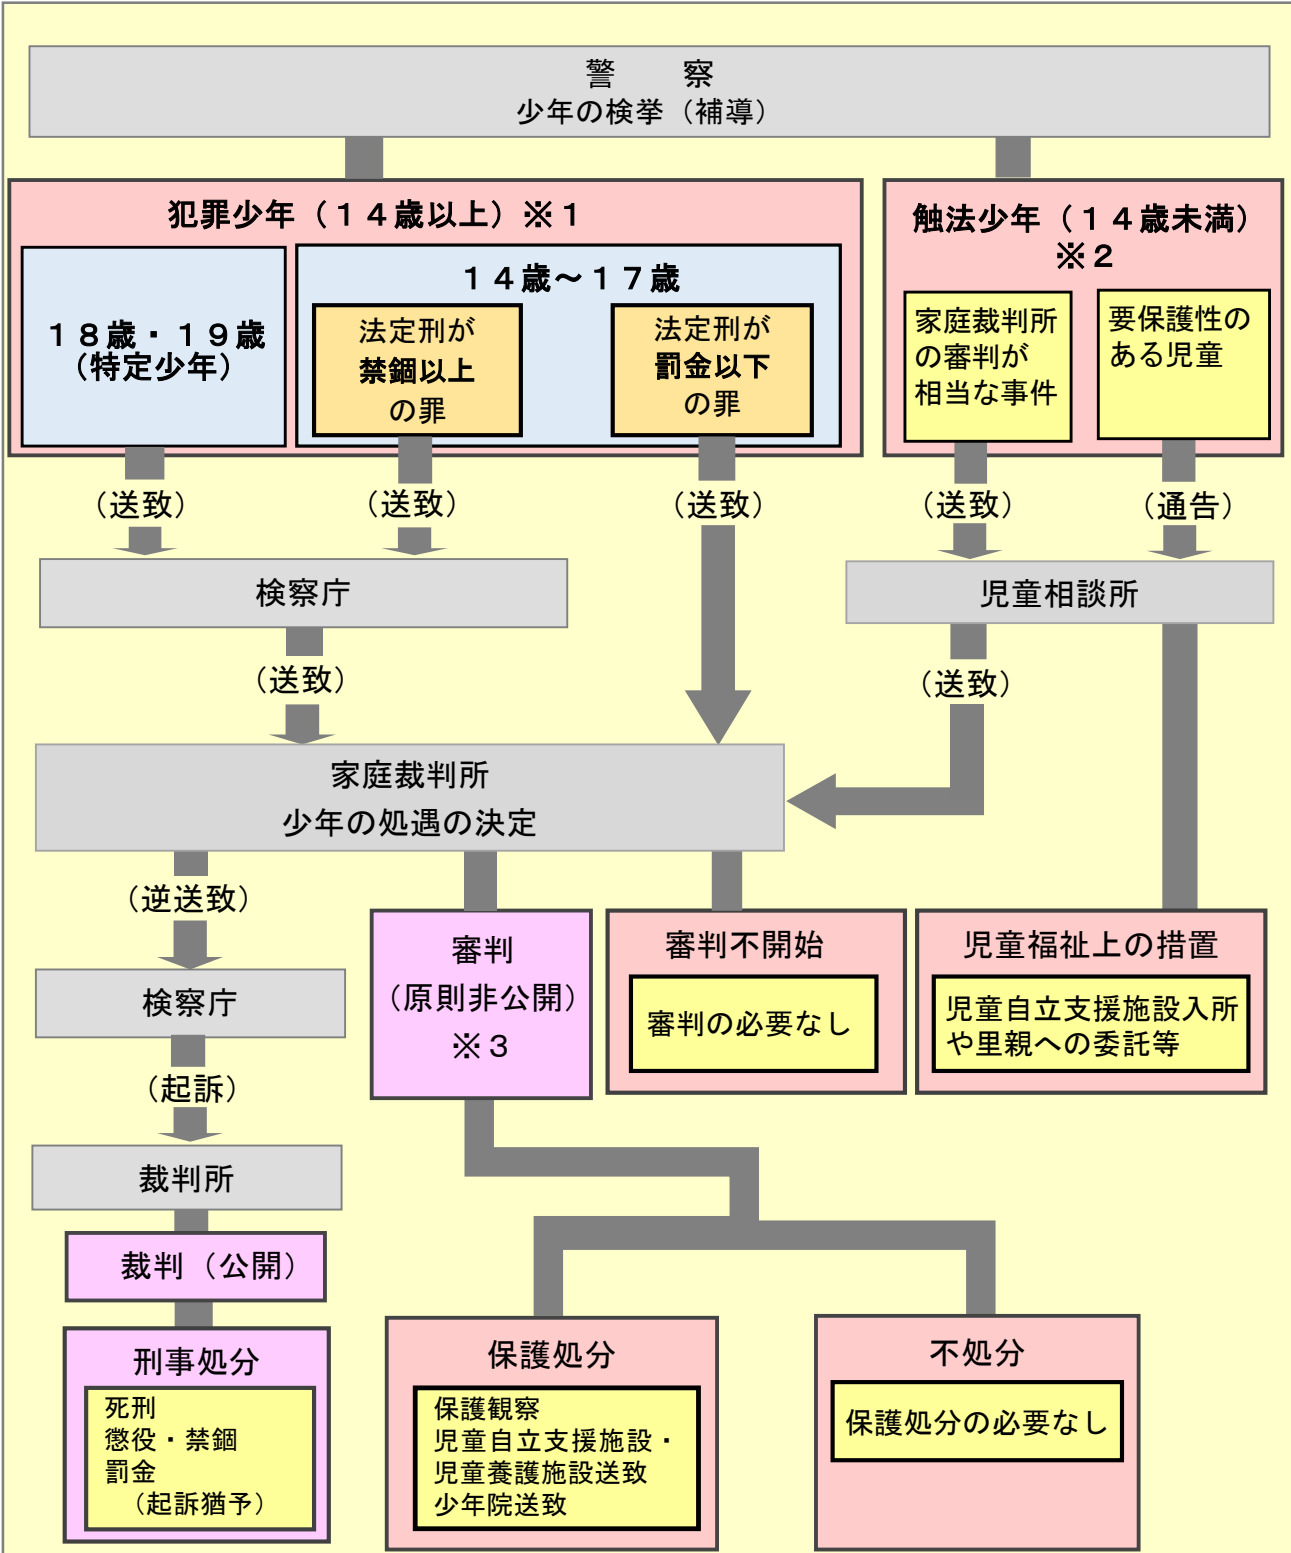 警　　察
少年の検挙（補導）
犯罪少年（１４歳以上）※１
１８歳・１９歳
（特定少年）
１４歳～１７歳
法定刑が
禁錮以上
の罪
法定刑が
罰金以下
の罪
触法少年（１４歳未満）
※２
家庭裁判所
の審判が
相当な事件
要保護性の
ある児童
（送致）
（送致）
（送致）
（送致）
（通告）
検察庁
児童相談所
（送致）
（送致）
家庭裁判所
少年の処遇の決定
（逆送致）
検察庁
（起訴）
裁判所
裁判（公開）
刑事処分
死刑
懲役・禁錮
罰金
（起訴猶予）
審判
（原則非公開）
※３
審判不開始
審判の必要なし
児童福祉上の措置
児童自立支援施設入所
や里親への委託等
保護処分
保護観察
児童自立支援施設・
児童養護施設送致
少年院送致
不処分
保護処分の必要なし